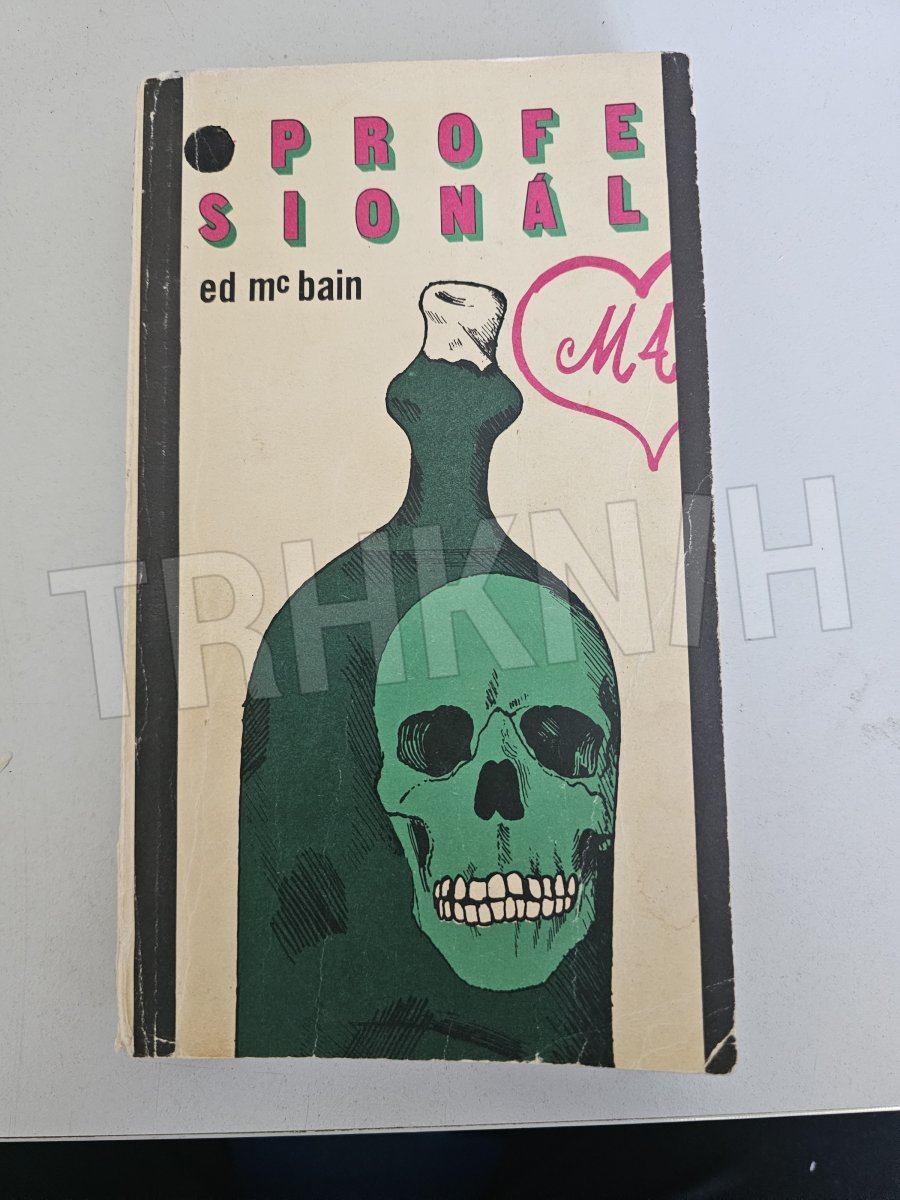 PROFE
SIONÁL
ed mc bain
MA
TRHKNIH